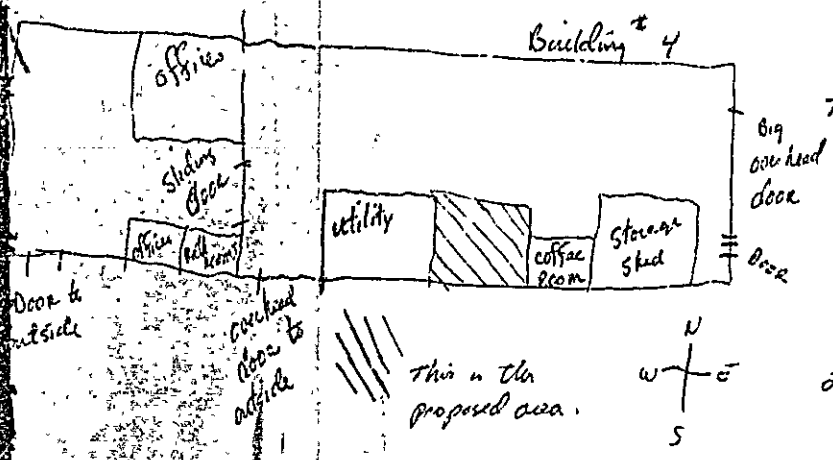 Building # 4
offices
Big
overhead
door
Sliding
Door
utility
coffee
Room
Storage
Shed
Door
office
Rest
Rooms
Door to
outside
overhead
door to
outside
This is the
proposed area.
N
W
E
S